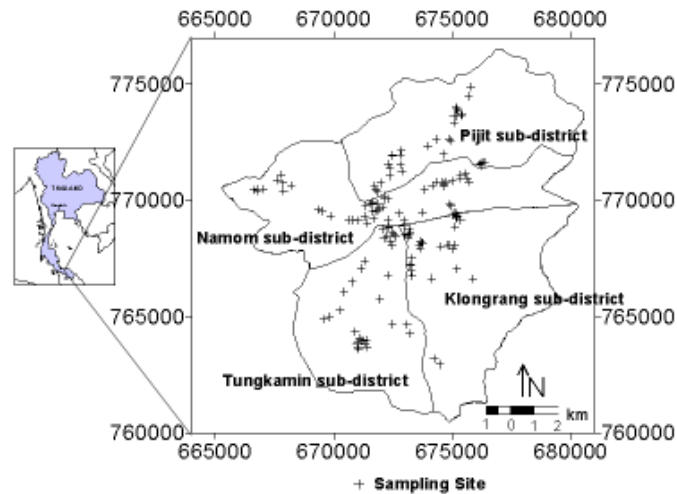 665000 670000 675000 680000
775000 775000
Pijit sub-district
THAILAND
770000 770000
Namom sub-district
Klongrang sub-district
765000 765000
Tungkamin sub-district
N
1 0 1 2 km
760000 760000
665000 670000 675000 680000
+ Sampling Site